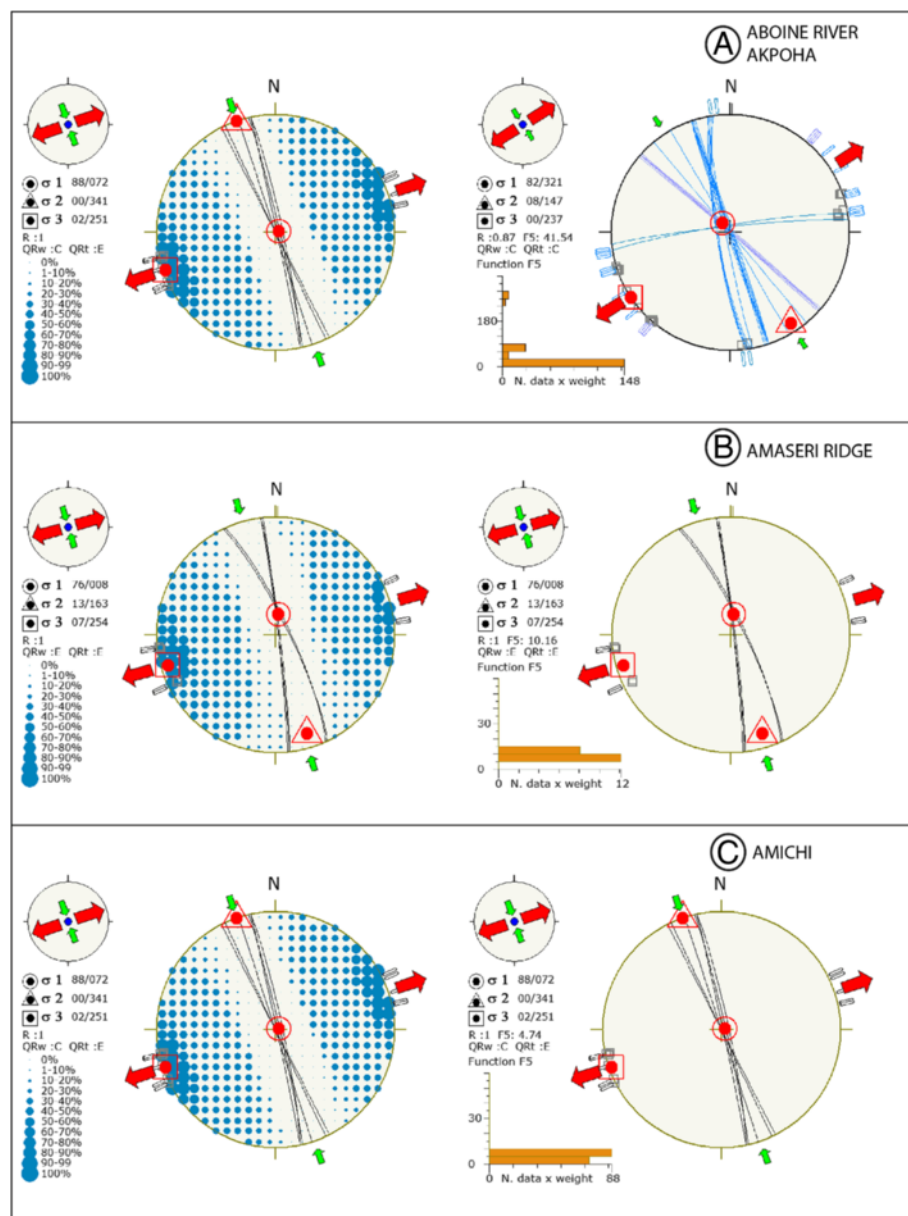 Ⓐ ABOINE RIVER
AKPOHA
N
σ 1 88/072
σ 2 00/341
σ 3 02/251
R :1
QRw :C QRt :E
0%
1-10%
10-20%
20-30%
30-40%
40-50%
50-60%
60-70%
70-80%
80-90%
90-99
100%
N
σ 1 82/321
σ 2 08/147
σ 3 00/237
R :0.87 F5: 41.54
QRw :C QRt :C
Function F5
180
0
0 N. data x weight 148
Ⓑ AMASERI RIDGE
N
σ 1 76/008
σ 2 13/163
σ 3 07/254
R :1
QRw :E QRt :E
0%
1-10%
10-20%
20-30%
30-40%
40-50%
50-60%
60-70%
70-80%
80-90%
90-99
100%
N
σ 1 76/008
σ 2 13/163
σ 3 07/254
R :1 F5: 10.16
QRw :E QRt :E
Function F5
30
0
0 N. data x weight 12
Ⓒ AMICHI
N
σ 1 88/072
σ 2 00/341
σ 3 02/251
R :1
QRw :C QRt :E
0%
1-10%
10-20%
20-30%
30-40%
40-50%
50-60%
60-70%
70-80%
80-90%
90-99
100%
N
σ 1 88/072
σ 2 00/341
σ 3 02/251
R :1 F5: 4.74
QRw :C QRt :E
Function F5
30
0
0 N. data x weight 88